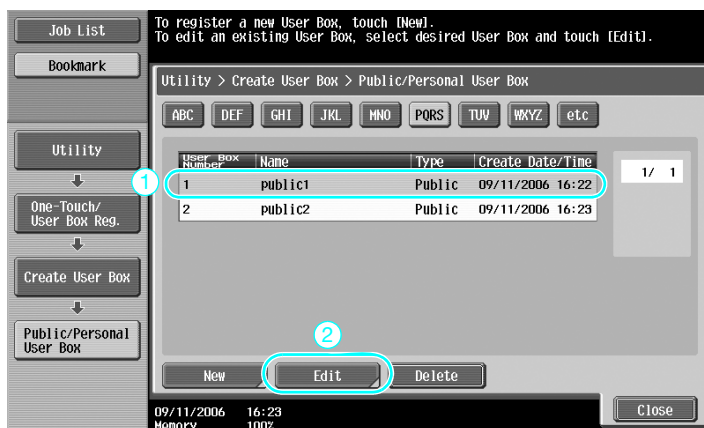 Job List
Bookmark
To register a new User Box, touch [New].
To edit an existing User Box, select desired User Box and touch [Edit].
Utility > Create User Box > Public/Personal User Box
ABC DEF GHI JKL MNO PQRS TUV WXYZ etc
Utility
One-Touch/
User Box Reg.
Create User Box
Public/Personal
User Box
User Box
Number Name Type Create Date/Time
1 1 public1 Public 09/11/2006 16:22
2 public2 Public 09/11/2006 16:23
1/ 1
2
New Edit Delete
09/11/2006 16:23
Memory 100%
Close